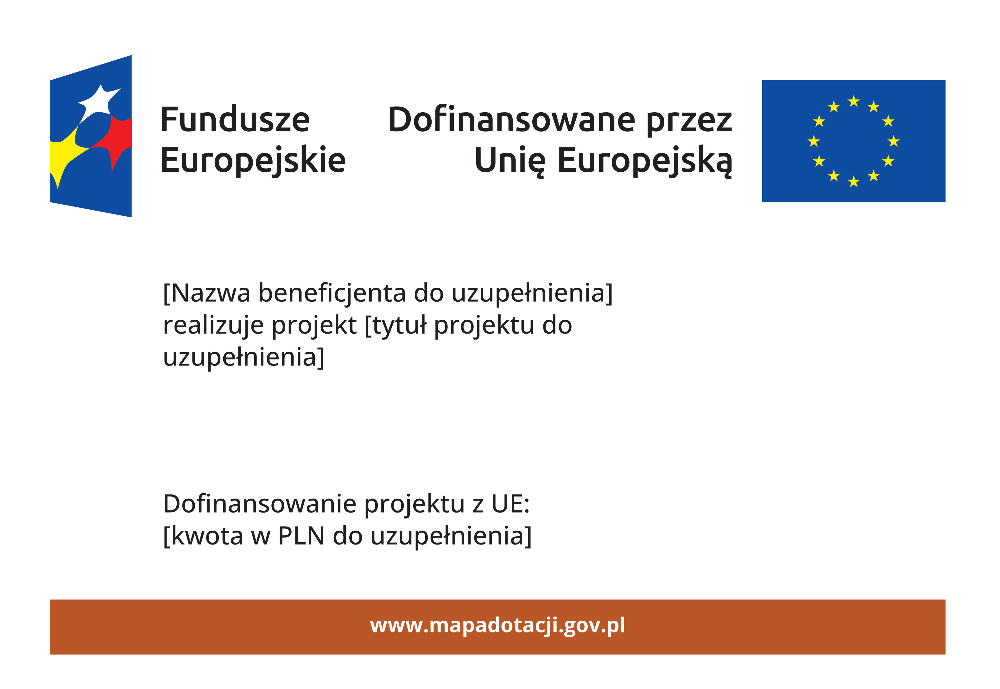 Fundusze
Europejskie
Dofinansowane przez
Unię Europejską
[Nazwa beneficjenta do uzupełnienia]
realizuje projekt [tytuł projektu do
uzupełnienia]
Dofinansowanie projektu z UE:
[kwota w PLN do uzupełnienia]
www.mapadotacji.gov.pl